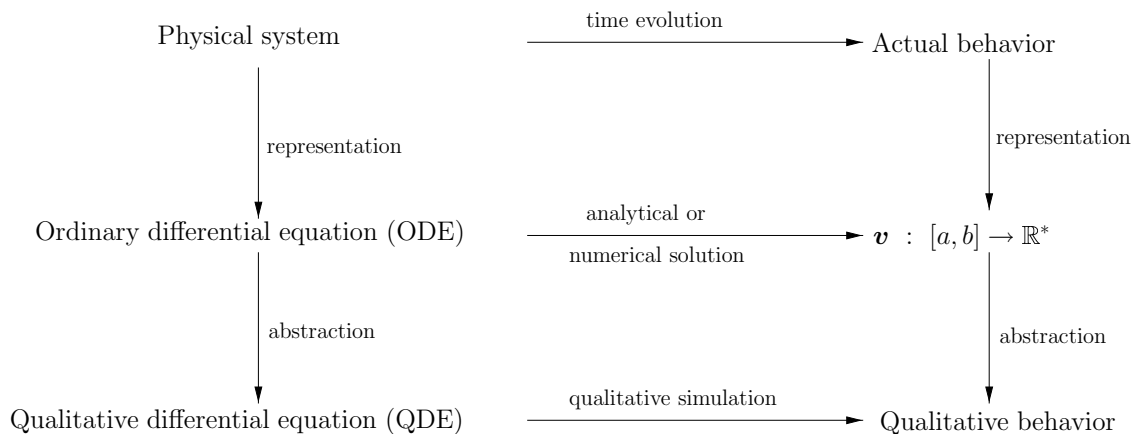 time evolution
Physical system
Actual behavior
representation
representation
analytical or
Ordinary differential equation (ODE)
v : [a, b] → ℝ*
numerical solution
abstraction
abstraction
qualitative simulation
Qualitative differential equation (QDE)
Qualitative behavior